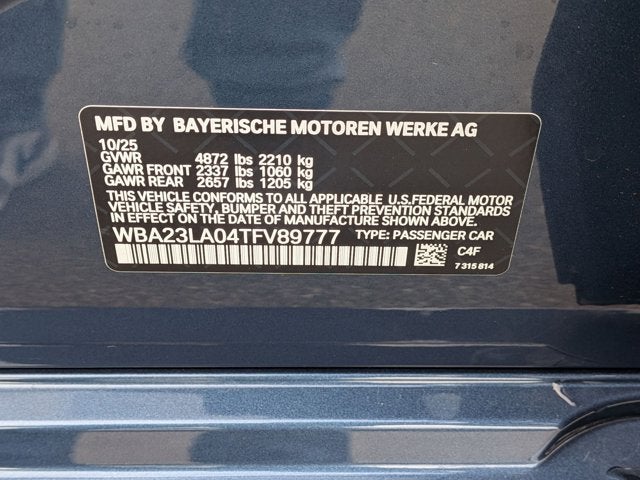 MFD BY BAYERISCHE MOTOREN WERKE AG
10/25
GVWR 4872 lbs 2210 kg
GAWR FRONT 2337 lbs 1060 kg
GAWR REAR 2657 lbs 1205 kg
THIS VEHICLE CONFORMS TO ALL APPLICABLE U.S.FEDERAL MOTOR
VEHICLE SAFETY, BUMPER AND THEFT PREVENTION STANDARDS
IN EFFECT ON THE DATE OF MANUFACTURE SHOWN ABOVE.
WBA23LA04TFV89777 TYPE: PASSENGER CAR
C4F
7 315 814